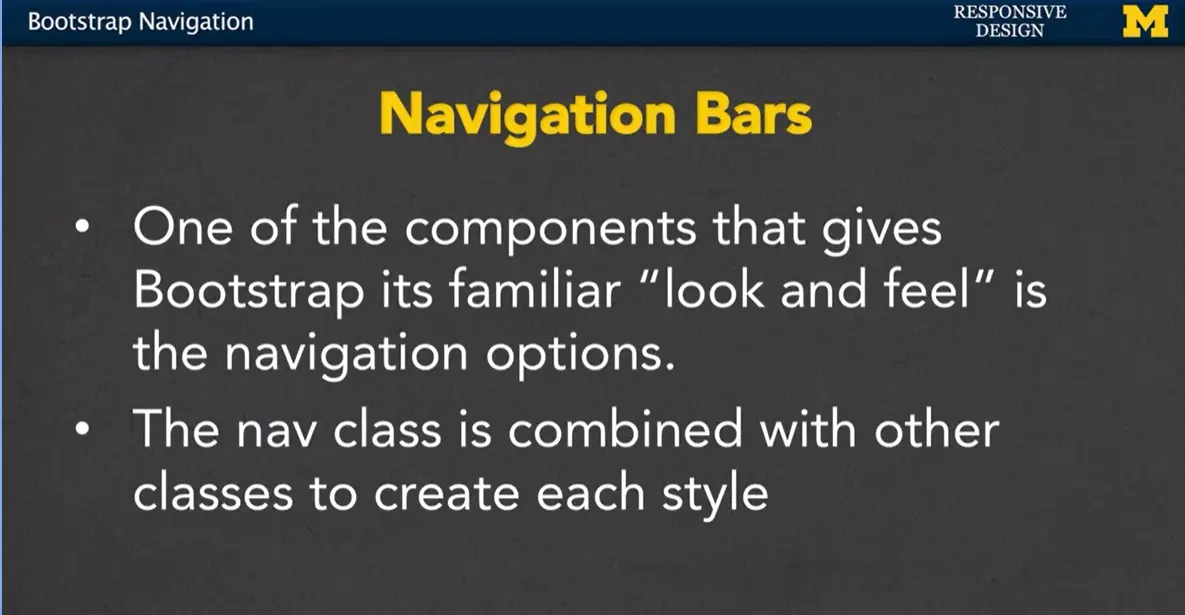 Bootstrap Navigation
RESPONSIVE
DESIGN
M
Navigation Bars
• One of the components that gives
Bootstrap its familiar “look and feel” is
the navigation options.
• The nav class is combined with other
classes to create each style